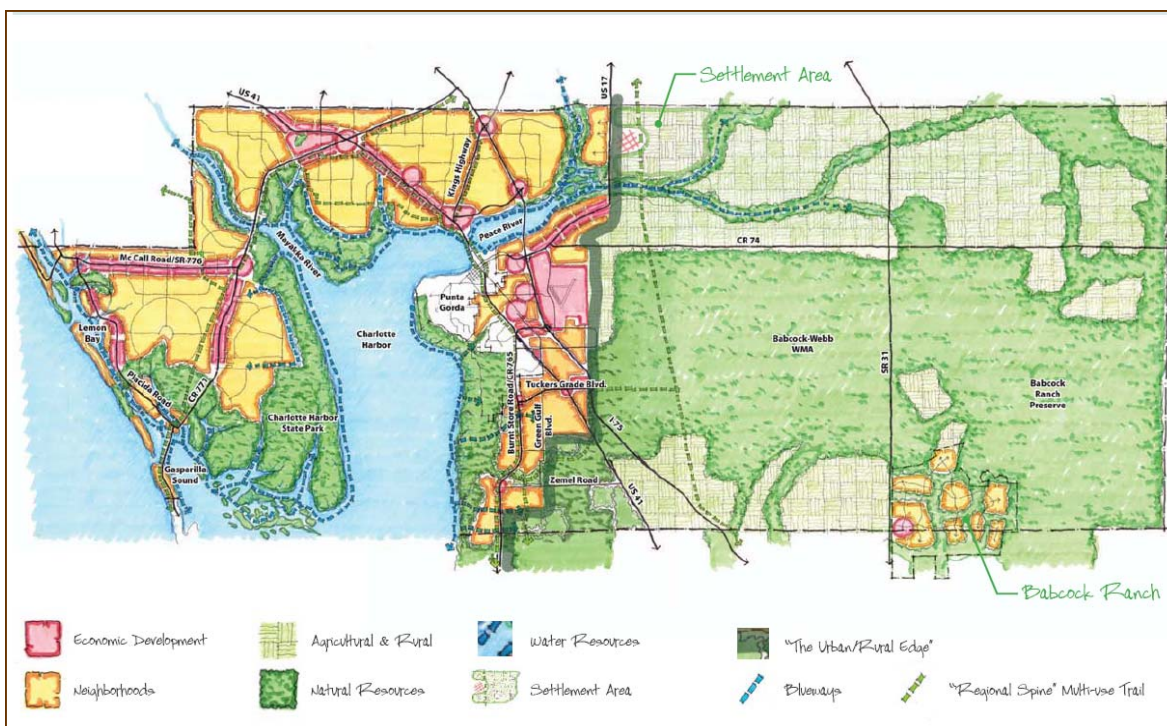 Settlement Area
US 41
US 17
Kings Highway
Peace River
Myakka River
CR 74
McCall Road/SR-776
Punta
Gorda
Lemon
Bay
Charlotte
Harbor
Babcock-Webb
WMA
SR 31
Babcock
Ranch
Preserve
Placida Road
CR-771
Burnt Store Road/CR-765
Tuckers Grade Blvd.
Green Gulf
Blvd.
I-75
Charlotte Harbor
State Park
Gasparilla
Sound
Zemel Road
US 41
Babcock Ranch
Economic Development
Agricultural & Rural
Water Resources
"The Urban/Rural Edge"
Neighborhoods
Natural Resources
Settlement Area
Blueways
"Regional Spine" Multi-use Trail